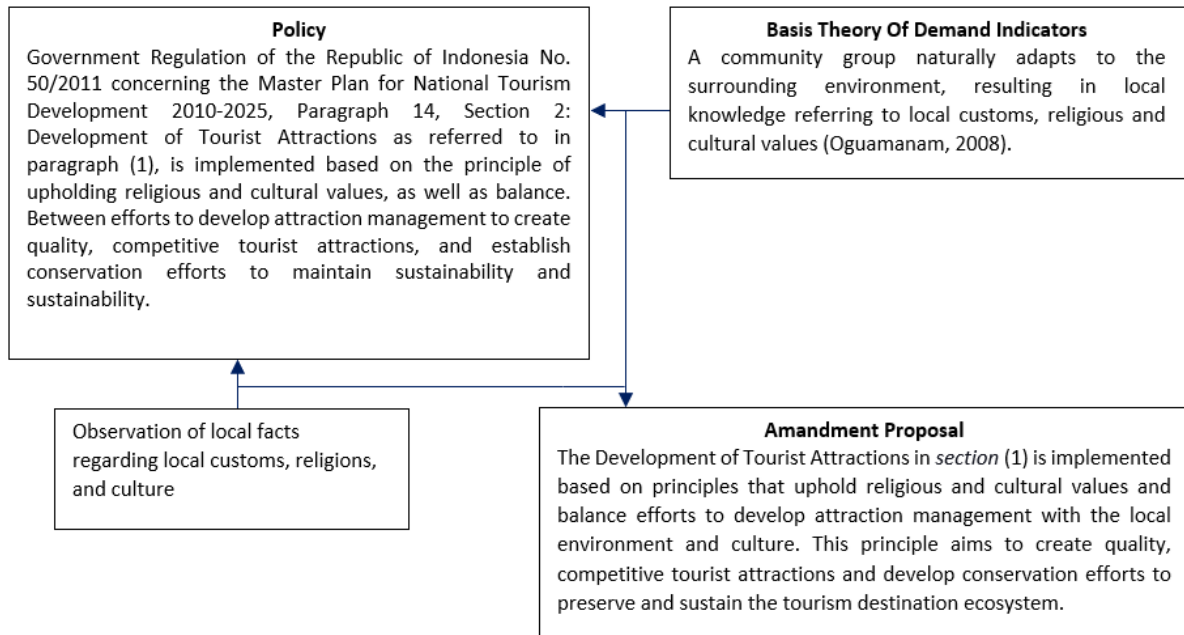 Policy
Government Regulation of the Republic of Indonesia No.
50/2011 concerning the Master Plan for National Tourism
Development 2010-2025, Paragraph 14, Section 2:
Development of Tourist Attractions as referred to in
paragraph (1), is implemented based on the principle of
upholding religious and cultural values, as well as balance.
Between efforts to develop attraction management to create
quality, competitive tourist attractions, and establish
conservation efforts to maintain sustainability and
sustainability.
Basis Theory Of Demand Indicators
A community group naturally adapts to the
surrounding environment, resulting in local
knowledge referring to local customs, religious and
cultural values (Oguamanam, 2008).
Observation of local facts
regarding local customs, religions,
and culture
Amandment Proposal
The Development of Tourist Attractions in section (1) is implemented
based on principles that uphold religious and cultural values and
balance efforts to develop attraction management with the local
environment and culture. This principle aims to create quality,
competitive tourist attractions and develop conservation efforts to
preserve and sustain the tourism destination ecosystem.